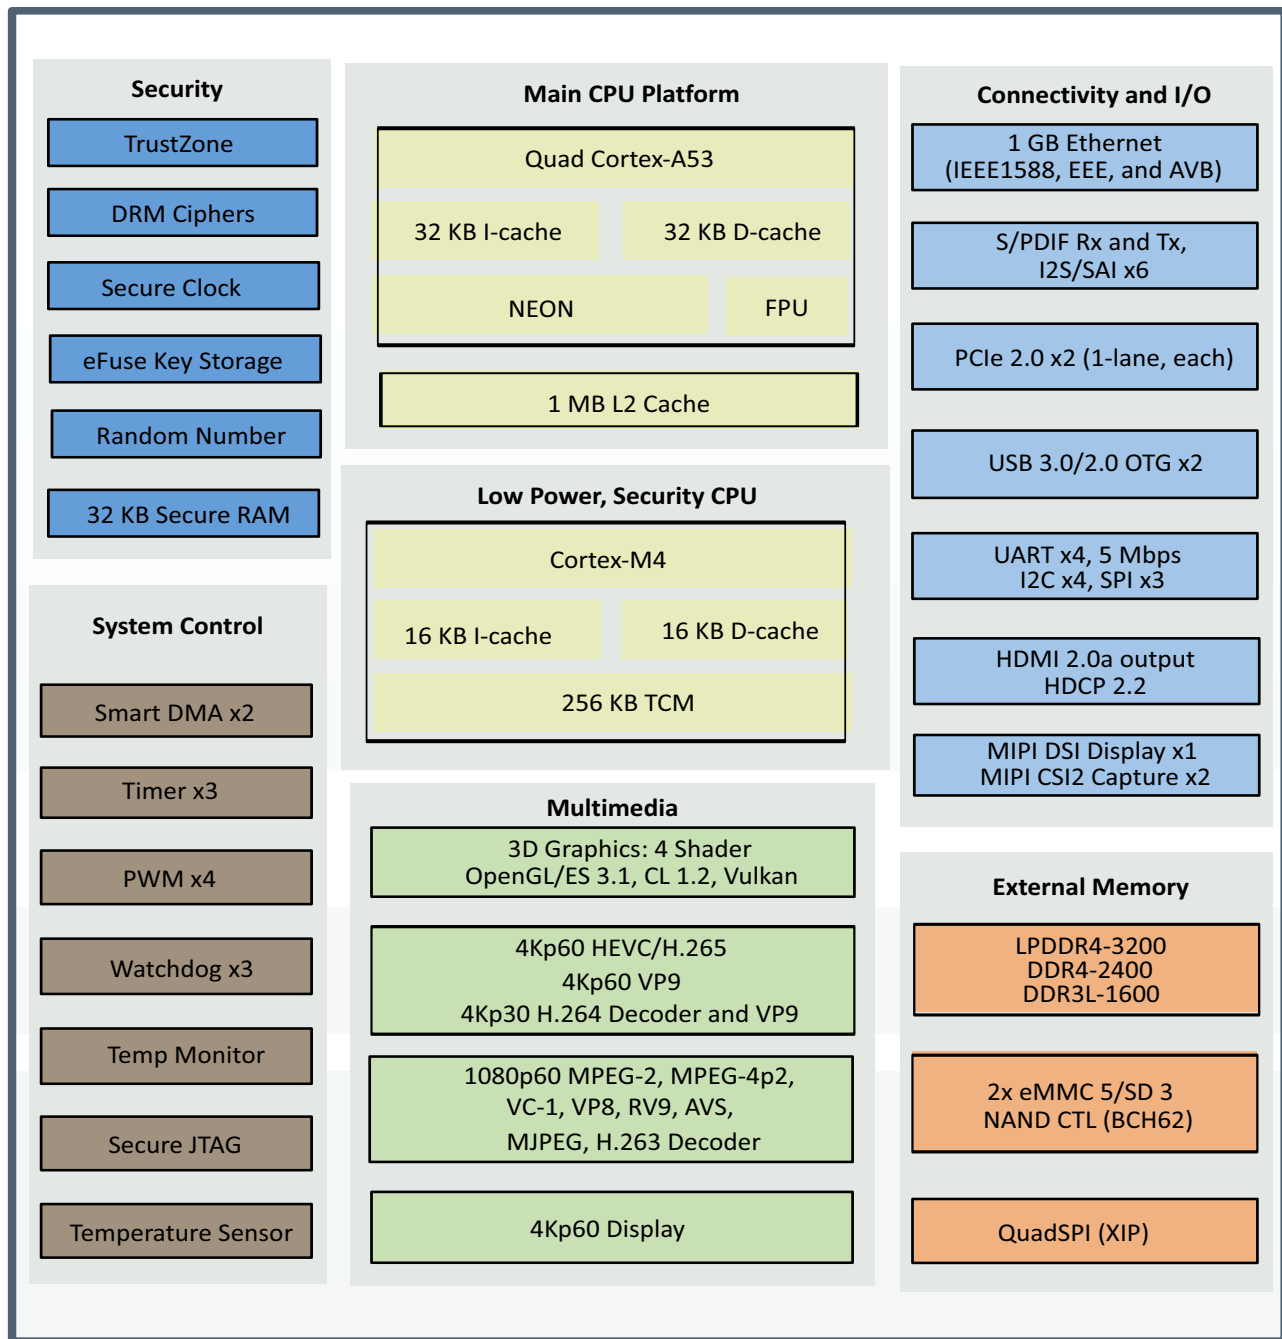 Security
TrustZone
DRM Ciphers
Secure Clock
eFuse Key Storage
Random Number
32 KB Secure RAM
System Control
Smart DMA x2
Timer x3
PWM x4
Watchdog x3
Temp Monitor
Secure JTAG
Temperature Sensor
Main CPU Platform
Quad Cortex-A53
32 KB I-cache
32 KB D-cache
NEON
FPU
1 MB L2 Cache
Low Power, Security CPU
Cortex-M4
16 KB I-cache
16 KB D-cache
256 KB TCM
Multimedia
3D Graphics: 4 Shader
OpenGL/ES 3.1, CL 1.2, Vulkan
4Kp60 HEVC/H.265
4Kp60 VP9
4Kp30 H.264 Decoder and VP9
1080p60 MPEG-2, MPEG-4p2,
VC-1, VP8, RV9, AVS,
MJPEG, H.263 Decoder
4Kp60 Display
Connectivity and I/O
1 GB Ethernet
(IEEE1588, EEE, and AVB)
S/PDIF Rx and Tx,
I2S/SAI x6
PCIe 2.0 x2 (1-lane, each)
USB 3.0/2.0 OTG x2
UART x4, 5 Mbps
I2C x4, SPI x3
HDMI 2.0a output
HDCP 2.2
MIPI DSI Display x1
MIPI CSI2 Capture x2
External Memory
LPDDR4-3200
DDR4-2400
DDR3L-1600
2x eMMC 5/SD 3
NAND CTL (BCH62)
QuadSPI (XIP)